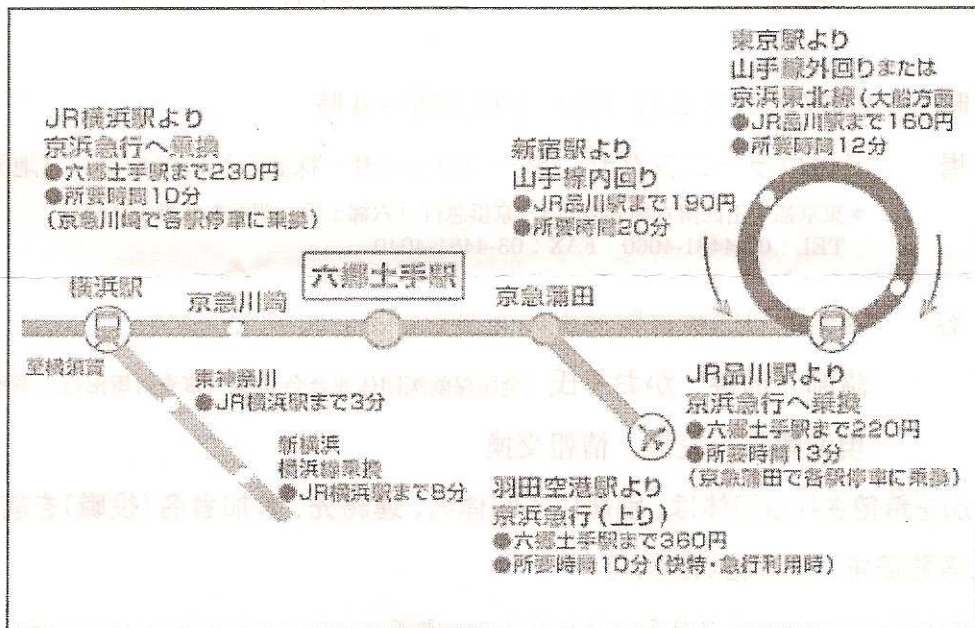 東京駅より
山手線外回りまたは
京浜東北線(大船方面
●JR品川駅まで160円
●所要時間12分
JR横浜駅より
京浜急行へ乗換
●六郷土手駅まで230円
●所要時間10分
(京急川崎で各駅停車に乗換)
新宿駅より
山手線内回り
●JR品川駅まで190円
●所要時間20分
横浜駅
京急川崎
六郷土手駅
京急蒲田
至横須賀
東神奈川
●JR横浜駅まで3分
新横浜
横浜線乗換
●JR横浜駅まで8分
JR品川駅より
京浜急行へ乗換
●六郷土手駅まで220円
●所要時間13分
(京急蒲田で各駅停車に乗換)
羽田空港駅より
京浜急行(上り)
●六郷土手駅まで360円
●所要時間10分(快特・急行利用時)